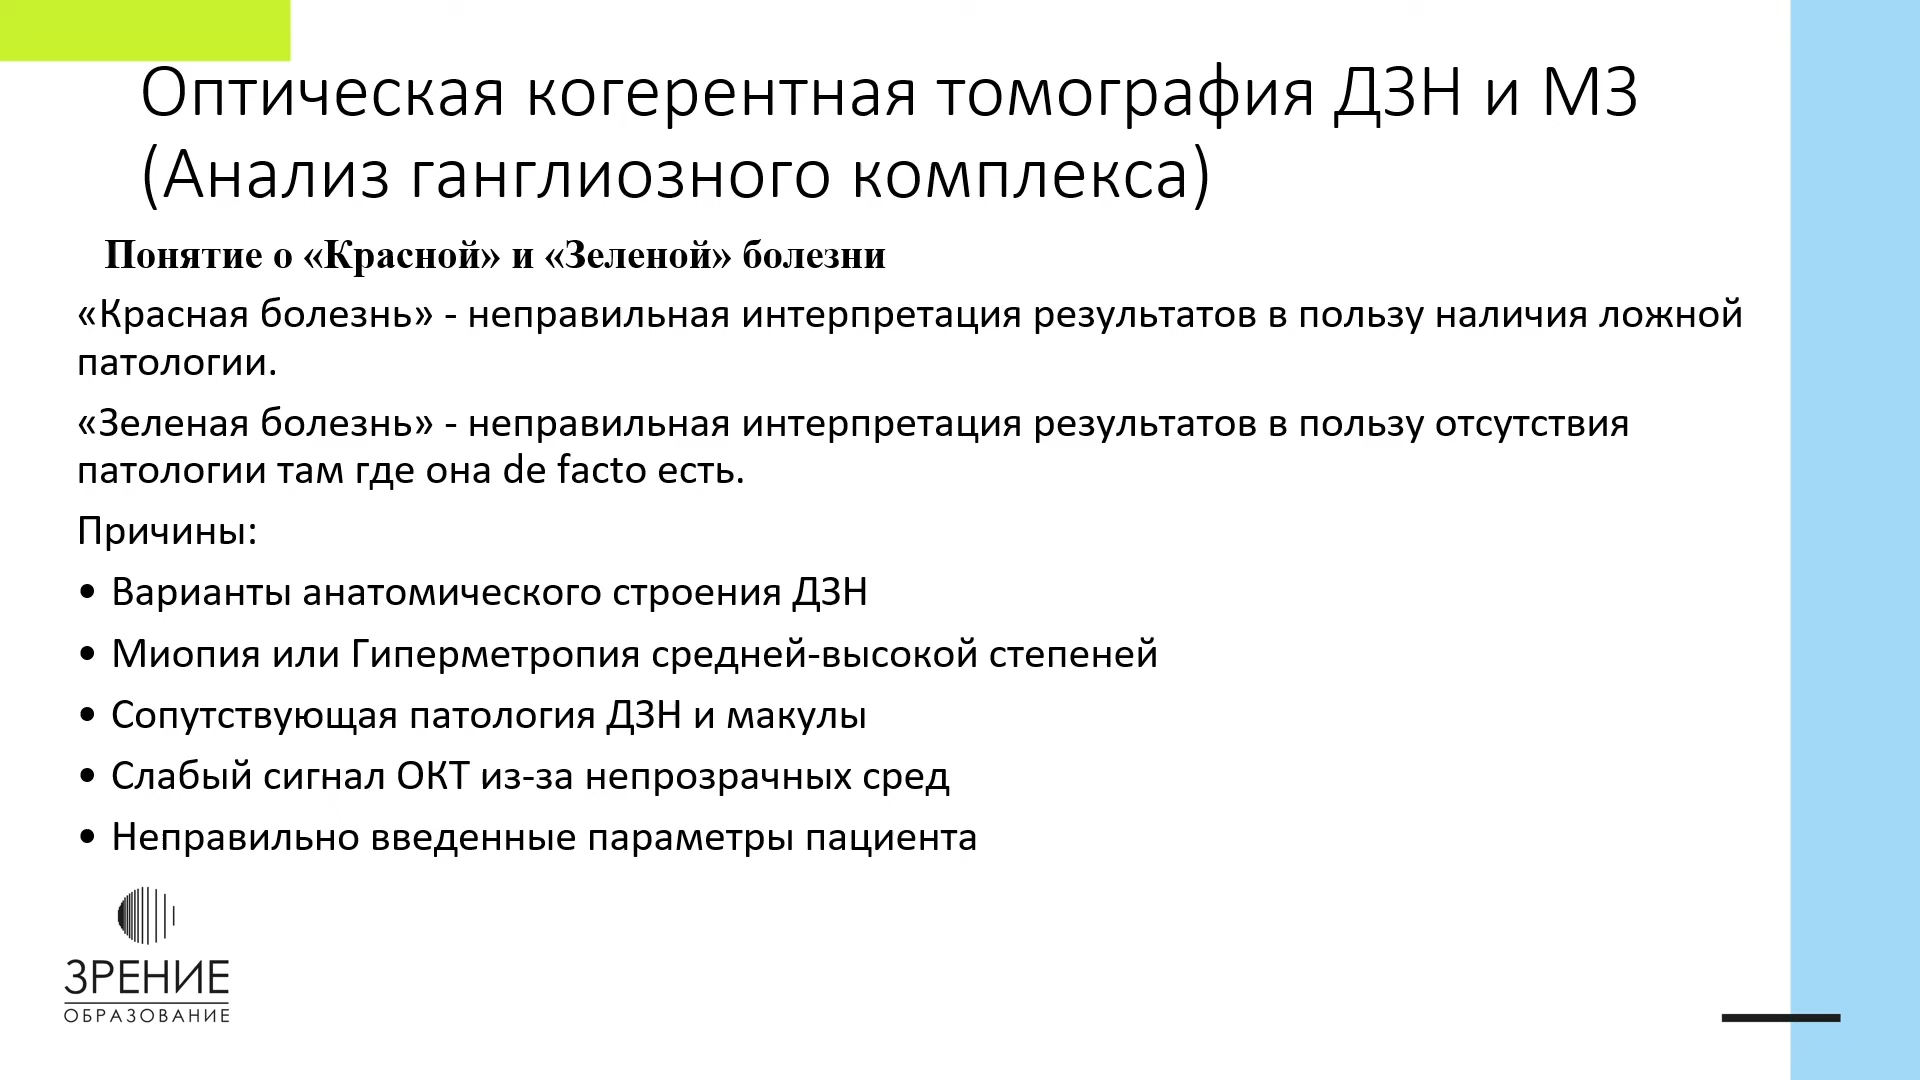 Оптическая когерентная томография ДЗН и МЗ
(Анализ ганглиозного комплекса)
Понятие о «Красной» и «Зеленой» болезни
«Красная болезнь» - неправильная интерпретация результатов в пользу наличия ложной
патологии.
«Зеленая болезнь» - неправильная интерпретация результатов в пользу отсутствия
патологии там где она de facto есть.
Причины:
• Варианты анатомического строения ДЗН
• Миопия или Гиперметропия средней-высокой степеней
• Сопутствующая патология ДЗН и макулы
• Слабый сигнал ОКТ из-за непрозрачных сред
• Неправильно введенные параметры пациента
ЗРЕНИЕ
ОБРАЗОВАНИЕ